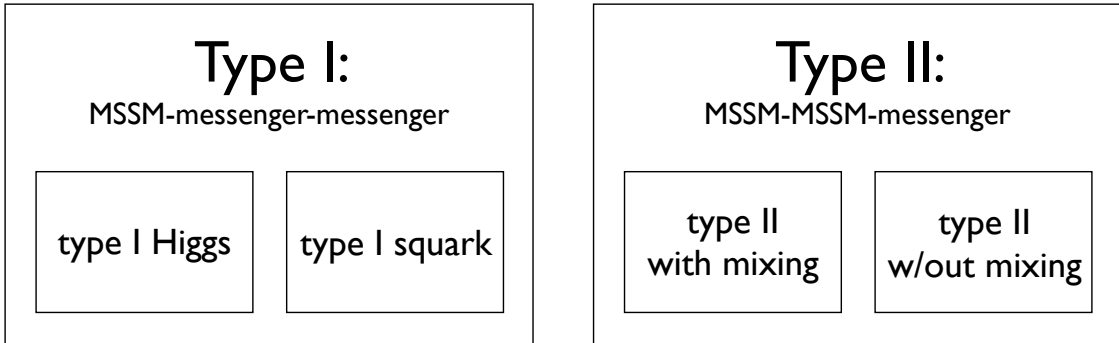 Type I:
MSSM-messenger-messenger
type I Higgs
type I squark
Type II:
MSSM-MSSM-messenger
type II
with mixing
type II
w/out mixing